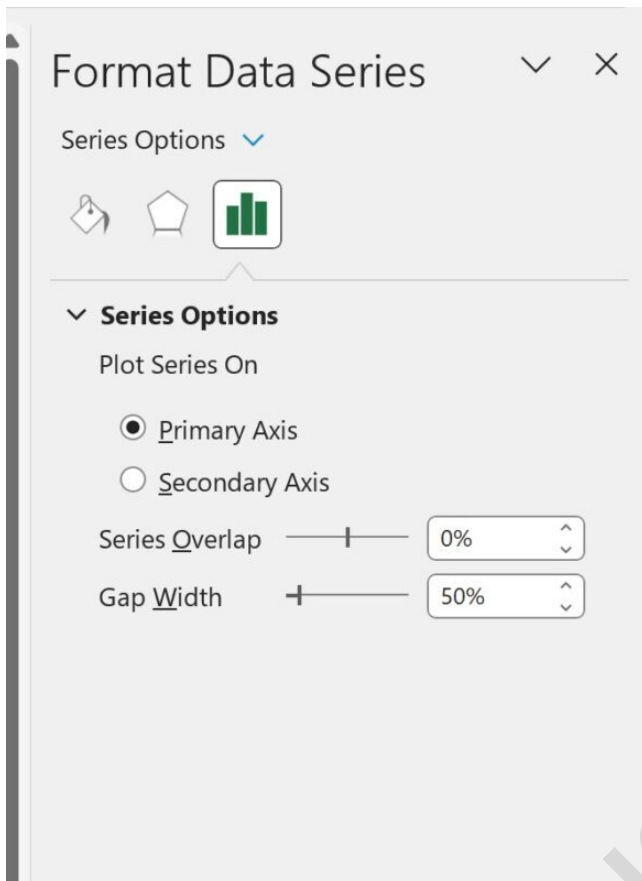 Format Data Series
Series Options
Series Options
Plot Series On
Primary Axis
Secondary Axis
Series Overlap 0%
Gap Width 50%